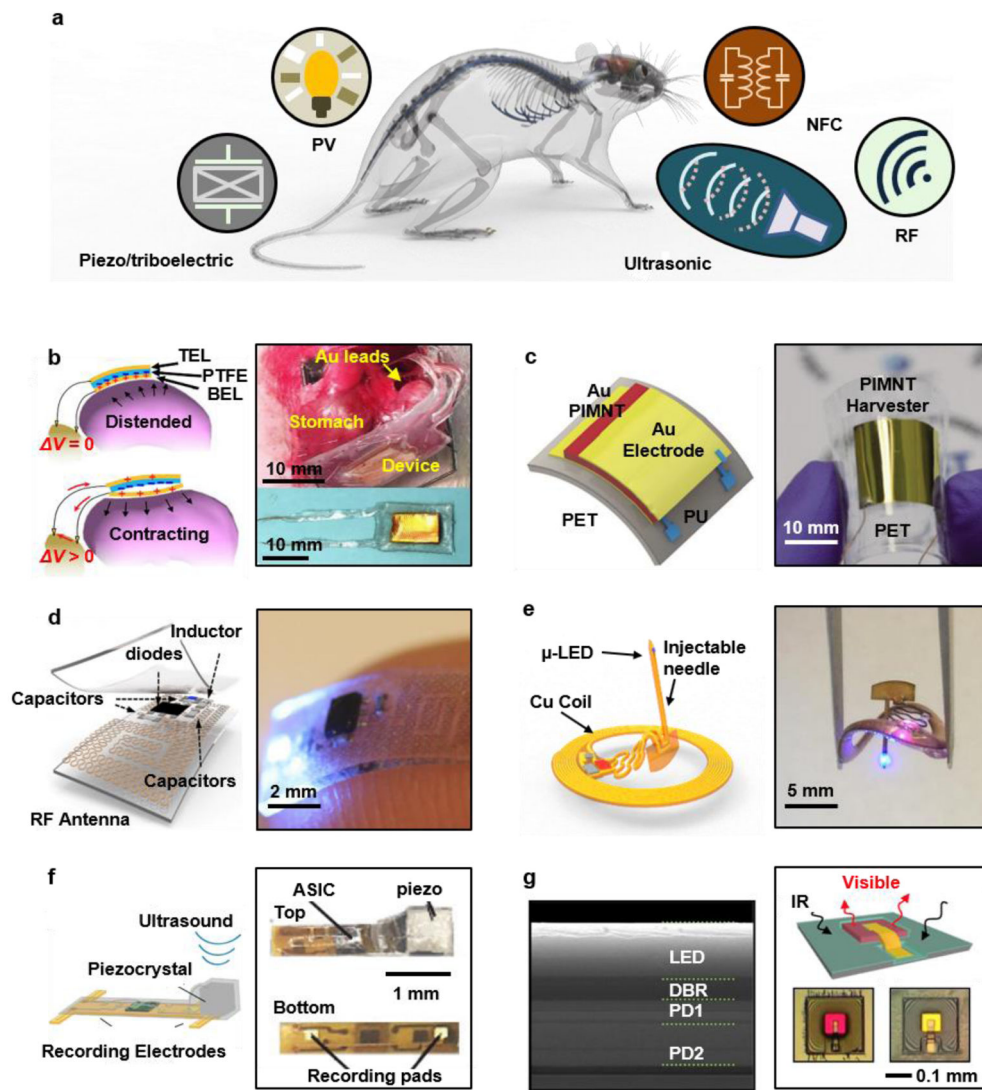 a
PV
NFC
RF
Piezo/triboelectric
Ultrasonic
b
TEL
PTFE
BEL
Distended
ΔV = 0
Contracting
ΔV > 0
Au leads
Stomach
Device
10 mm
10 mm
c
Au
PIMNT
Au
Electrode
PET
PU
PIMNT
Harvester
10 mm
PET
d
Inductor
diodes
Capacitors
Capacitors
RF Antenna
2 mm
e
μ-LED
Injectable
needle
Cu Coil
5 mm
f
Ultrasound
Piezocrystal
Recording Electrodes
ASIC
piezo
Top
1 mm
Bottom
Recording pads
g
LED
DBR
PD1
PD2
Visible
IR
0.1 mm